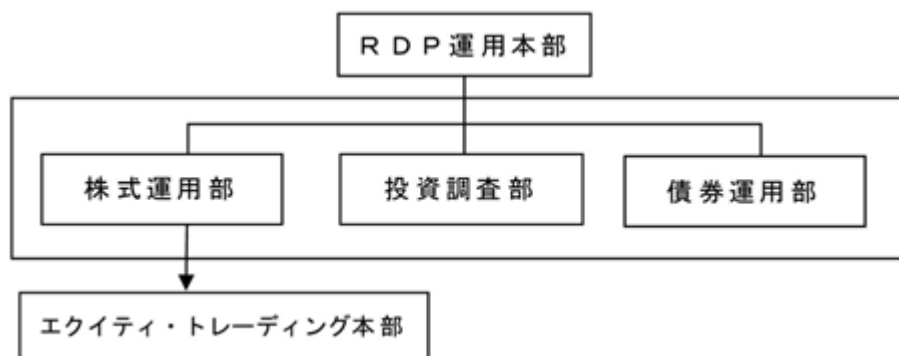 ＲＤＰ運用本部
株式運用部
投資調査部
債券運用部
エクイティ・トレーディング本部